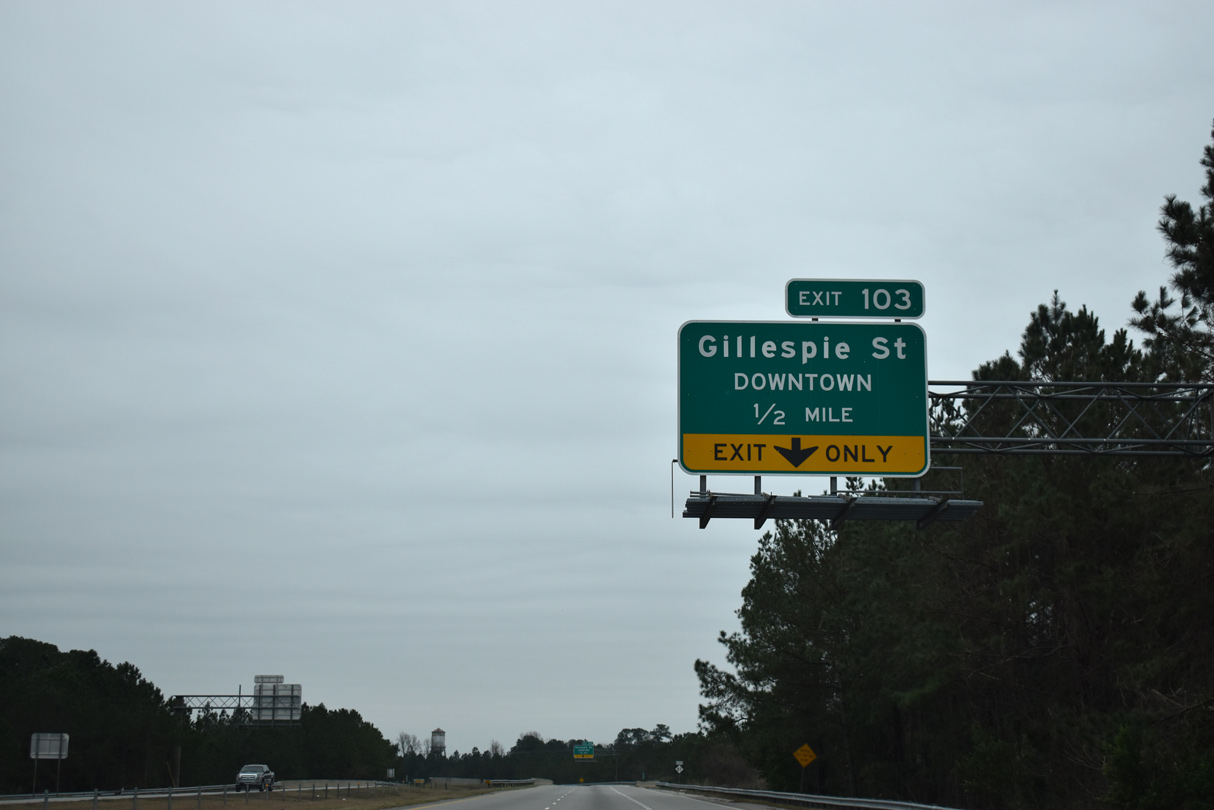 EXIT 103
Gillespie St
DOWNTOWN
1/2 MILE
EXIT ONLY